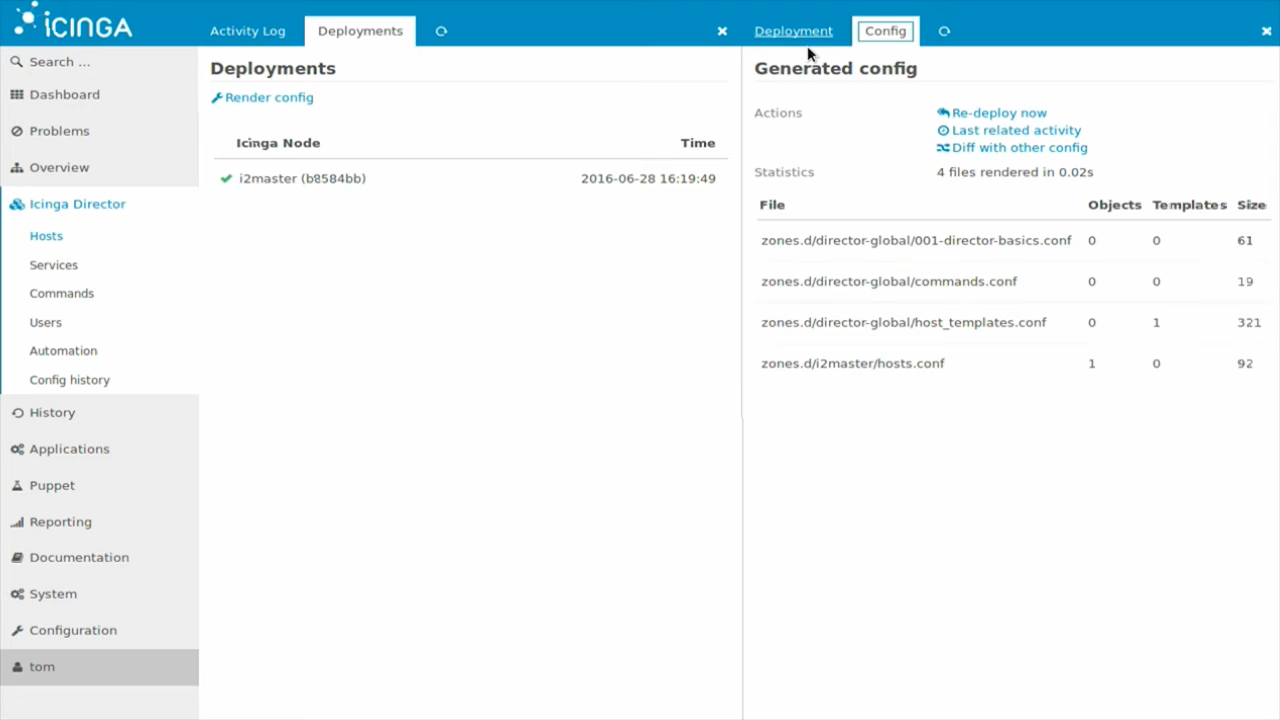 ICINGA
Search ...
Dashboard
Problems
Overview
Icinga Director
Hosts
Services
Commands
Users
Automation
Config history
History
Applications
Puppet
Reporting
Documentation
System
Configuration
tom
Activity Log Deployments
Deployments
Render config
Icinga Node Time
i2master (b8584bb) 2016-06-28 16:19:49
Deployment Config
Generated config
Actions Re-deploy now
Last related activity
Diff with other config
Statistics 4 files rendered in 0.02s
File Objects Templates Size
zones.d/director-global/001-director-basics.conf 0 0 61
zones.d/director-global/commands.conf 0 0 19
zones.d/director-global/host_templates.conf 0 1 321
zones.d/i2master/hosts.conf 1 0 92